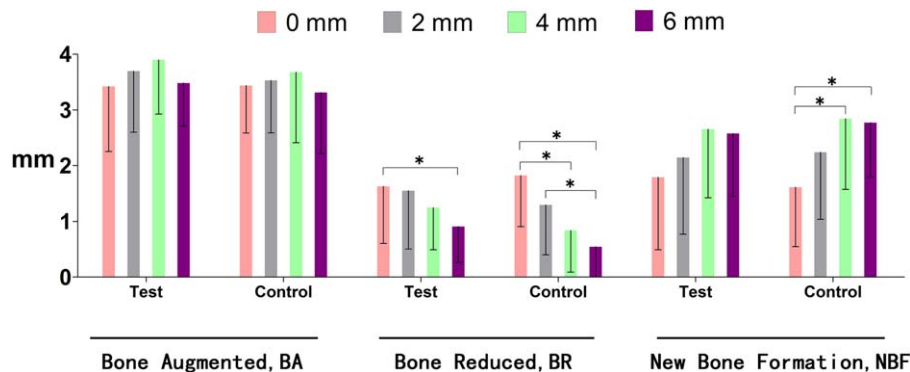 0 mm 2 mm 4 mm 6 mm
4
3
mm
2
1
0
* * * * * *
Test Control Test Control Test Control
Bone Augmented, BA Bone Reduced, BR New Bone Formation, NBF